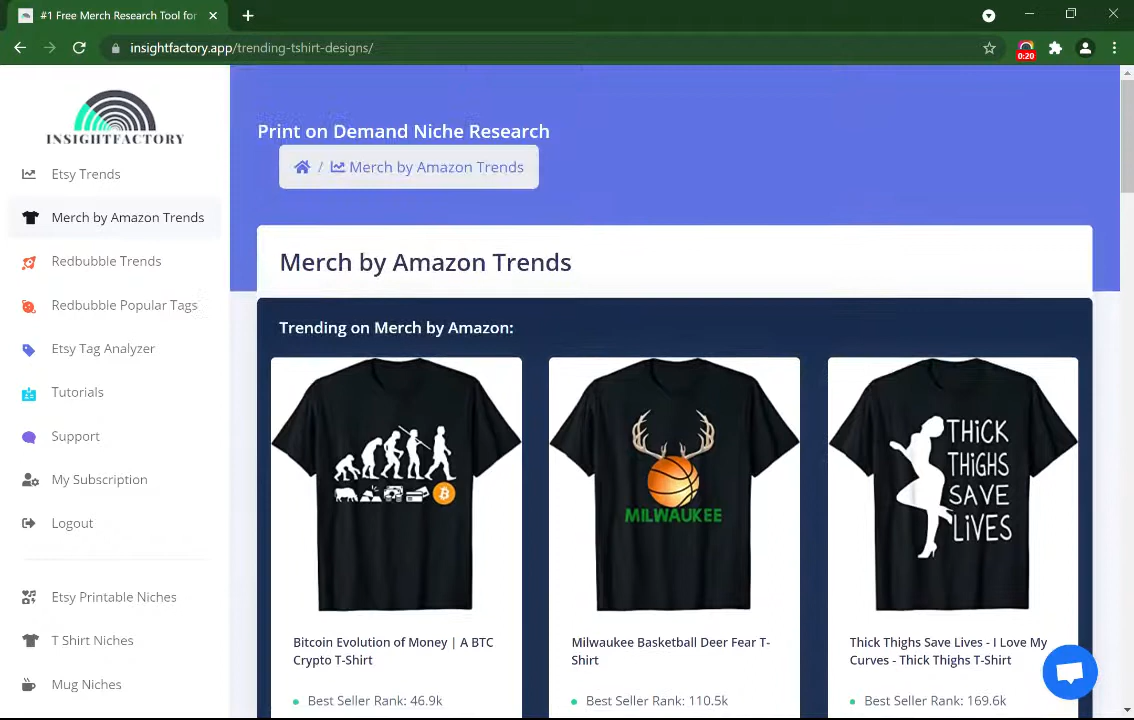 #1 Free Merch Research Tool for
insightfactory.app/trending-tshirt-designs/
0:20
INSIGHTFACTORY
Etsy Trends
Merch by Amazon Trends
Redbubble Trends
Redbubble Popular Tags
Etsy Tag Analyzer
Tutorials
Support
My Subscription
Logout
Etsy Printable Niches
T Shirt Niches
Mug Niches
Print on Demand Niche Research
/ Merch by Amazon Trends
Merch by Amazon Trends
Trending on Merch by Amazon:
MILWAUKEE
THICK
THIGHS
SAVE
LIVES
Bitcoin Evolution of Money | A BTC
Crypto T-Shirt
Best Seller Rank: 46.9k
Milwaukee Basketball Deer Fear T-
Shirt
Best Seller Rank: 110.5k
Thick Thighs Save Lives - I Love My
Curves - Thick Thighs T-Shirt
Best Seller Rank: 169.6k